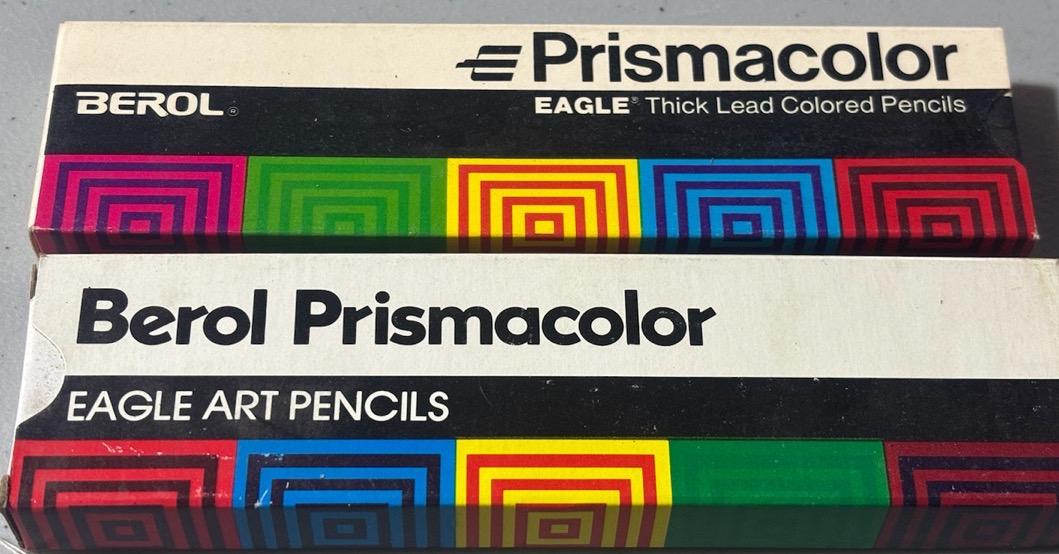 Prismacolor
BEROL® EAGLE® Thick Lead Colored Pencils
Berol Prismacolor
EAGLE ART PENCILS